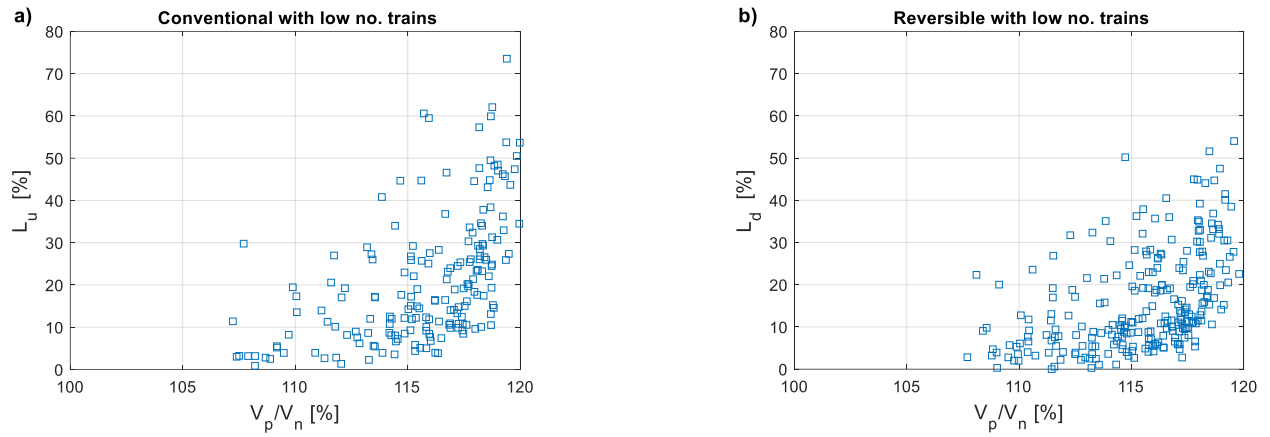 a) Conventional with low no. trains
80
70
60
50
40
30
20
10
0
L_u [%]
100 105 110 115 120
V_p/V_n [%]
b) Reversible with low no. trains
80
70
60
50
40
30
20
10
0
L_d [%]
100 105 110 115 120
V_p/V_n [%]